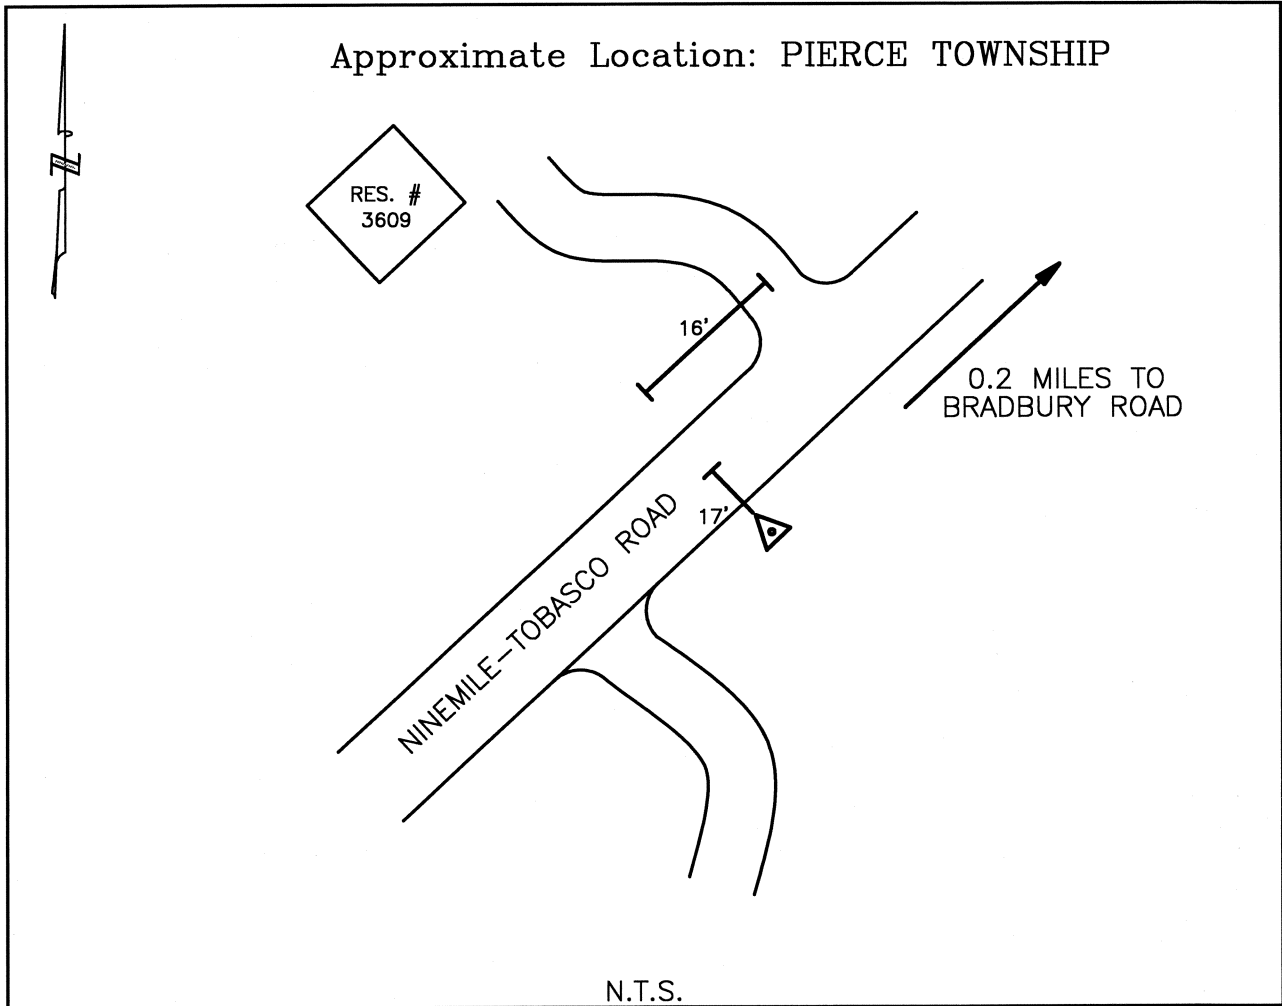 Approximate Location: PIERCE TOWNSHIP
N
RES. #
3609
16'
0.2 MILES TO
BRADBURY ROAD
17'
NINEMILE-TOBASCO ROAD
N.T.S.